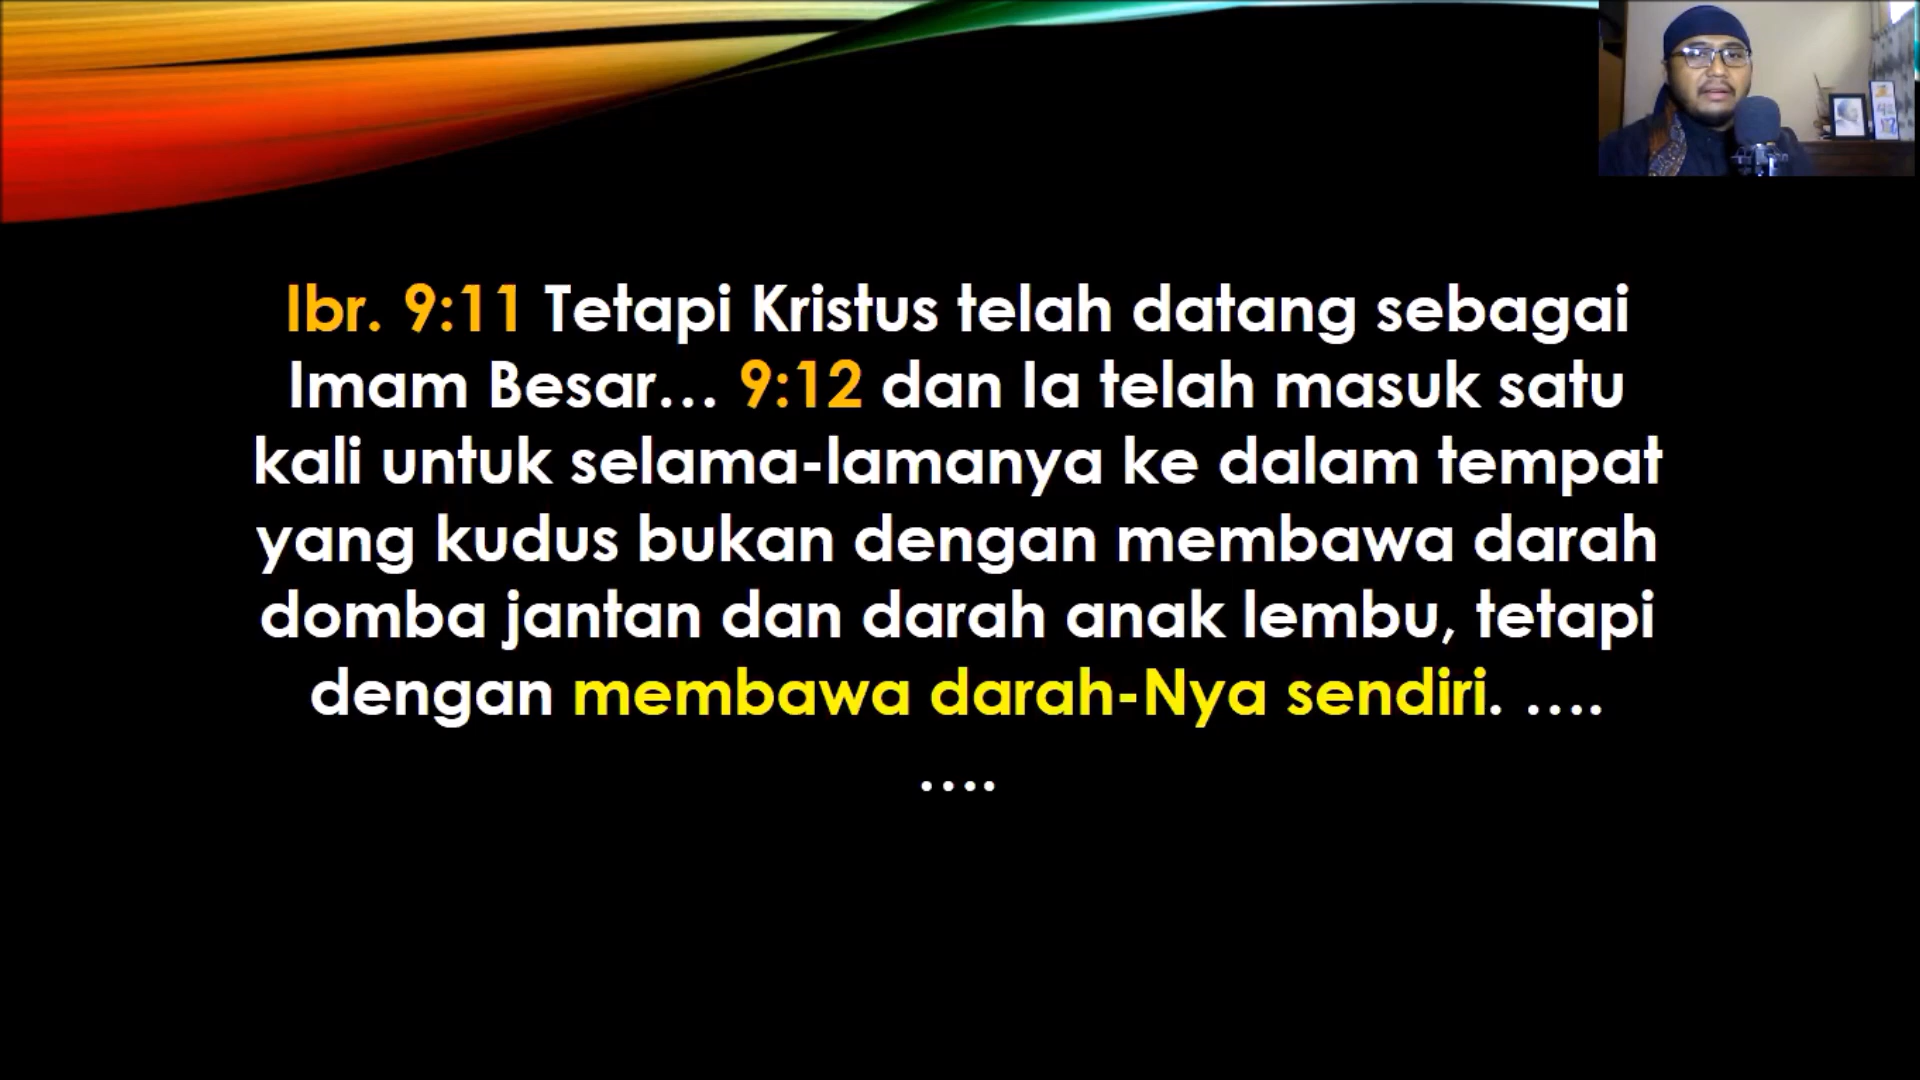 Ibr. 9:11 Tetapi Kristus telah datang sebagai
Imam Besar... 9:12 dan Ia telah masuk satu
kali untuk selama-lamanya ke dalam tempat
yang kudus bukan dengan membawa darah
domba jantan dan darah anak lembu, tetapi
dengan membawa darah-Nya sendiri. ....
....